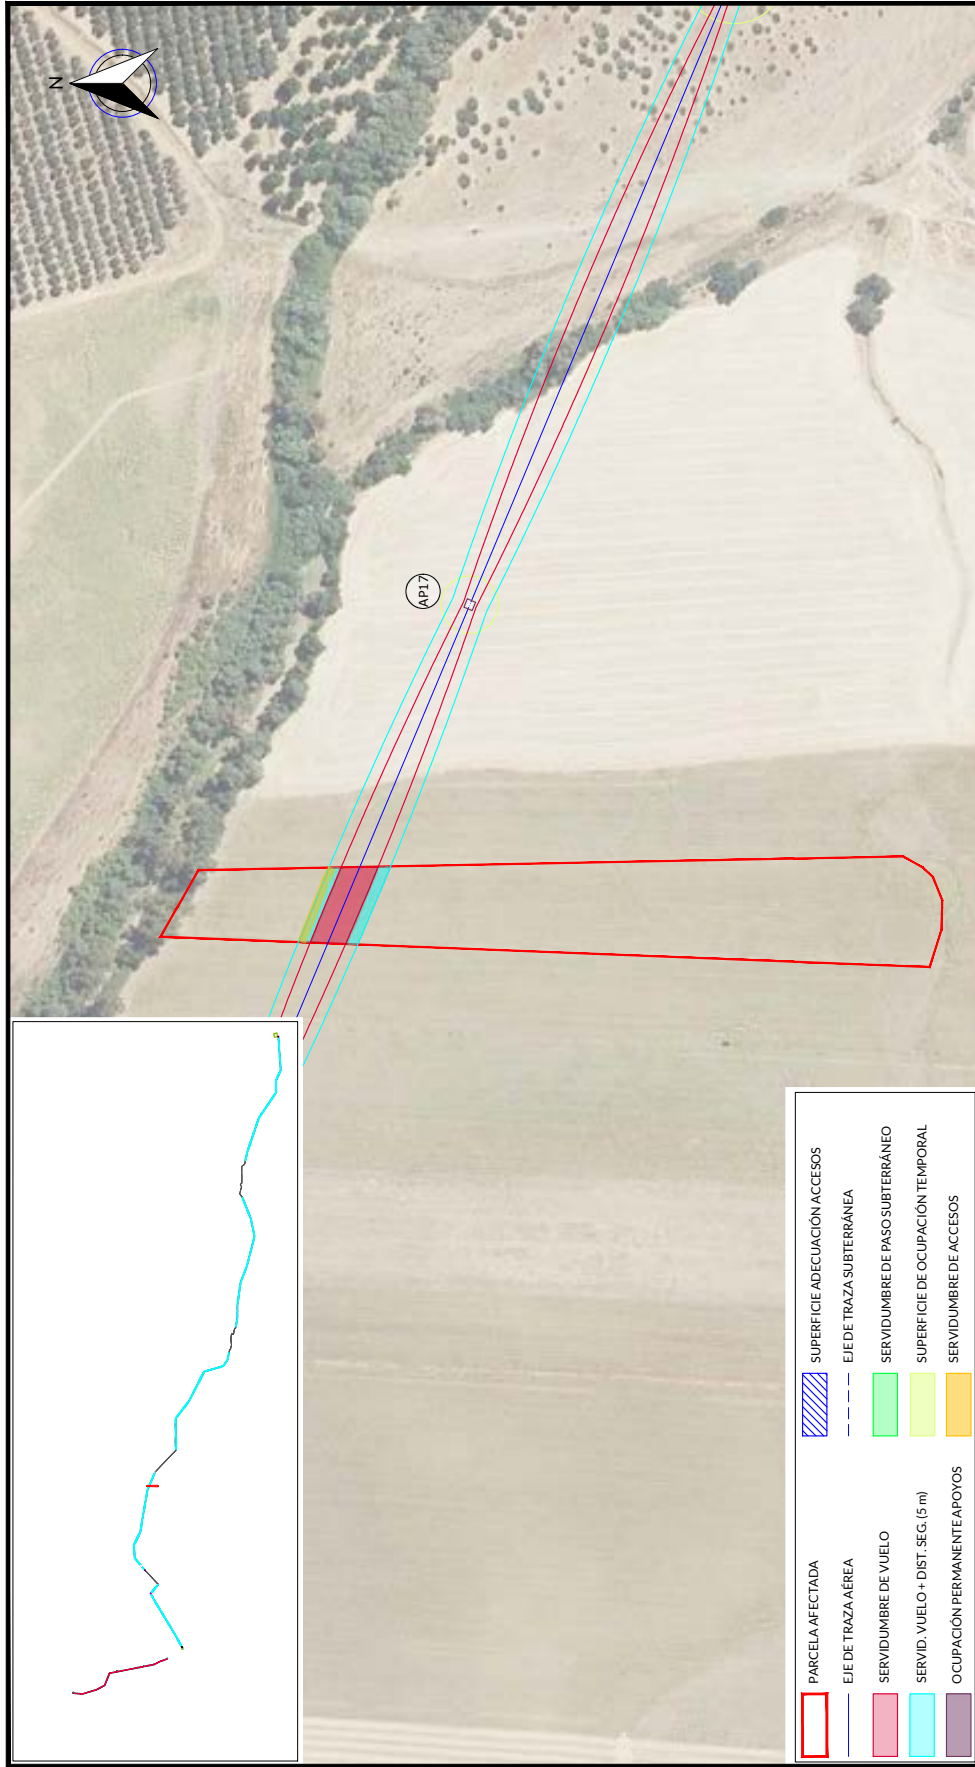 N
AP17
PARCELA AFECTADA
EJE DE TRAZA AÉREA
SERVIDUMBRE DE VUELO
SERVID. VUELO + DIST. SEG. (5 m)
OCUPACIÓN PERMANENTE APOYOS
SUPERFICIE ADECUACIÓN ACCESOS
EJE DE TRAZA SUBTERRÁNEA
SERVIDUMBRE DE PASO SUBTERRÁNEO
SUPERFICIE DE OCUPACIÓN TEMPORAL
SERVIDUMBRE DE ACCESOS